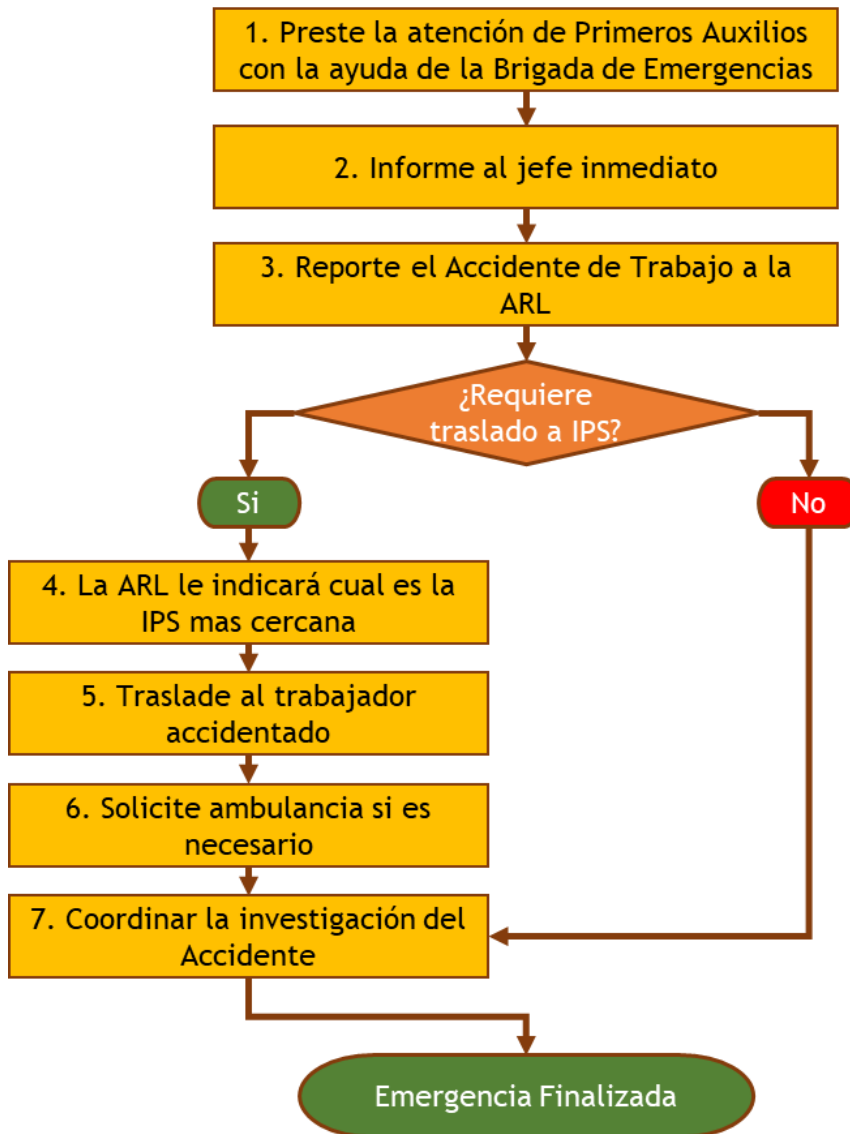 1. Preste la atención de Primeros Auxilios
con la ayuda de la Brigada de Emergencias
2. Informe al jefe inmediato
3. Reporte el Accidente de Trabajo a la
ARL
¿Requiere
traslado a IPS?
Si
No
4. La ARL le indicará cual es la
IPS mas cercana
5. Traslade al trabajador
accidentado
6. Solicite ambulancia si es
necesario
7. Coordinar la investigación del
Accidente
Emergencia Finalizada